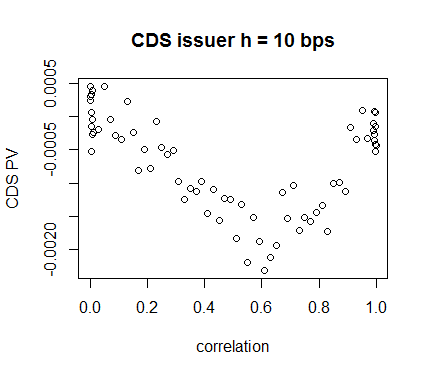 CDS issuer h = 10 bps
CDS PV
0.0005
-0.0005
-0.0020
0.0 0.2 0.4 0.6 0.8 1.0
correlation